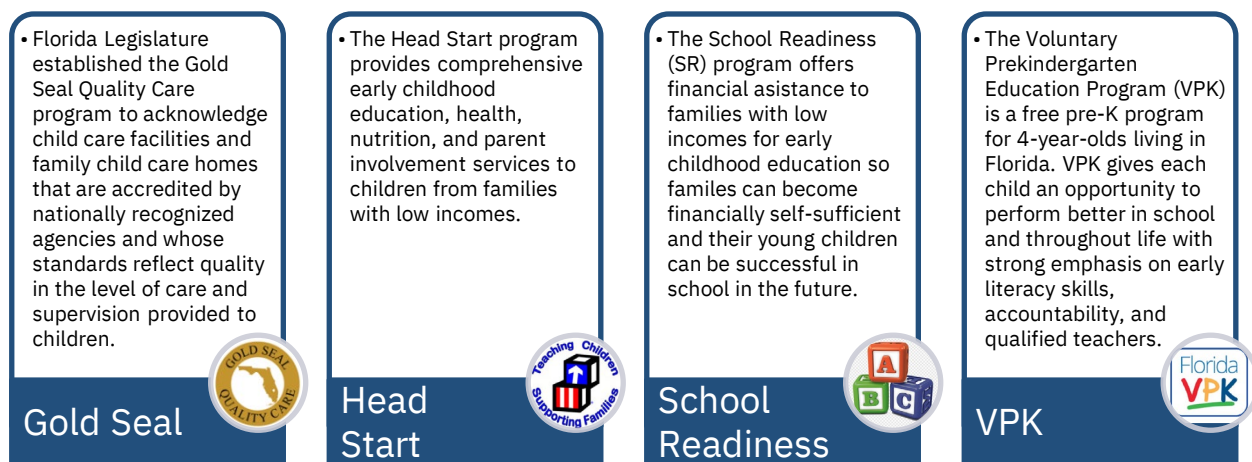 • Florida Legislature
established the Gold
Seal Quality Care
program to acknowledge
child care facilities and
family child care homes
that are accredited by
nationally recognized
agencies and whose
standards reflect quality
in the level of care and
supervision provided to
children.
GOLD SEAL
QUALITY CARE
Gold Seal
• The Head Start program
provides comprehensive
early childhood
education, health,
nutrition, and parent
involvement services to
children from families
with low incomes.
Teaching Children
Supporting Families
Head
Start
• The School Readiness
(SR) program offers
financial asistance to
families with low
incomes for early
childhood education so
familes can become
financially self-sufficient
and their young children
can be successful in
school in the future.
A
B C
School
Readiness
• The Voluntary
Prekindergarten
Education Program (VPK)
is a free pre-K program
for 4-year-olds living in
Florida. VPK gives each
child an opportunity to
perform better in school
and throughout life with
strong emphasis on early
literacy skills,
accountability, and
qualified teachers.
Florida
VPK
VPK